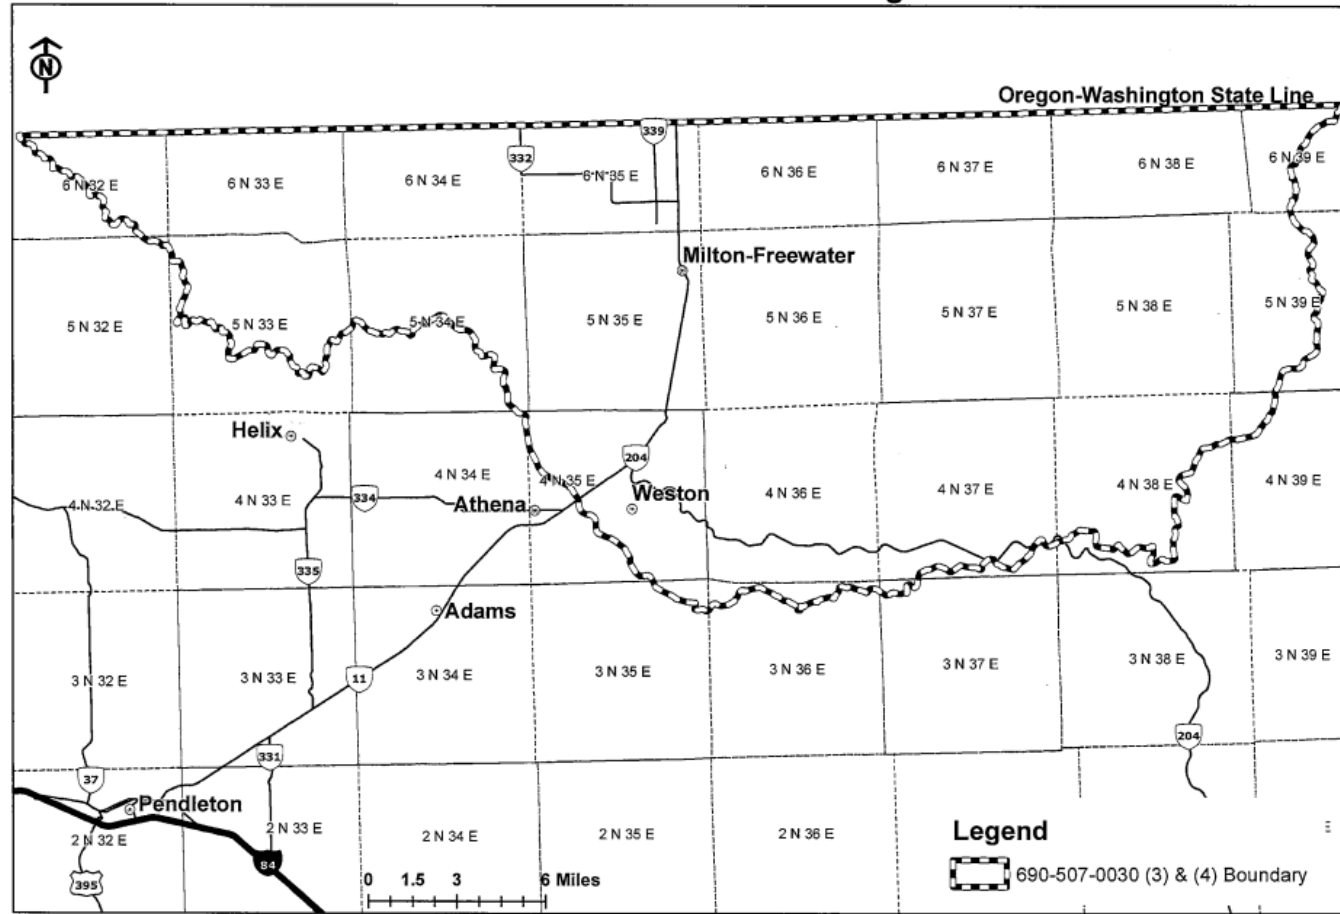 N
Oregon-Washington State Line
339
332
6 N 32 E
6 N 33 E
6 N 34 E
6 N 35 E
6 N 36 E
6 N 37 E
6 N 38 E
6 N 39 E
Milton-Freewater
5 N 32 E
5 N 33 E
5 N 34 E
5 N 35 E
5 N 36 E
5 N 37 E
5 N 38 E
5 N 39 E
Helix
204
4 N 32 E
4 N 33 E
334
4 N 34 E
Athena
4 N 35 E
Weston
4 N 36 E
4 N 37 E
4 N 38 E
4 N 39 E
335
Adams
3 N 32 E
3 N 33 E
11
3 N 34 E
3 N 35 E
3 N 36 E
3 N 37 E
3 N 38 E
3 N 39 E
204
331
37
Pendleton
2 N 32 E
2 N 33 E
2 N 34 E
2 N 35 E
2 N 36 E
84
395
0 1.5 3 6 Miles
Legend
690-507-0030 (3) & (4) Boundary